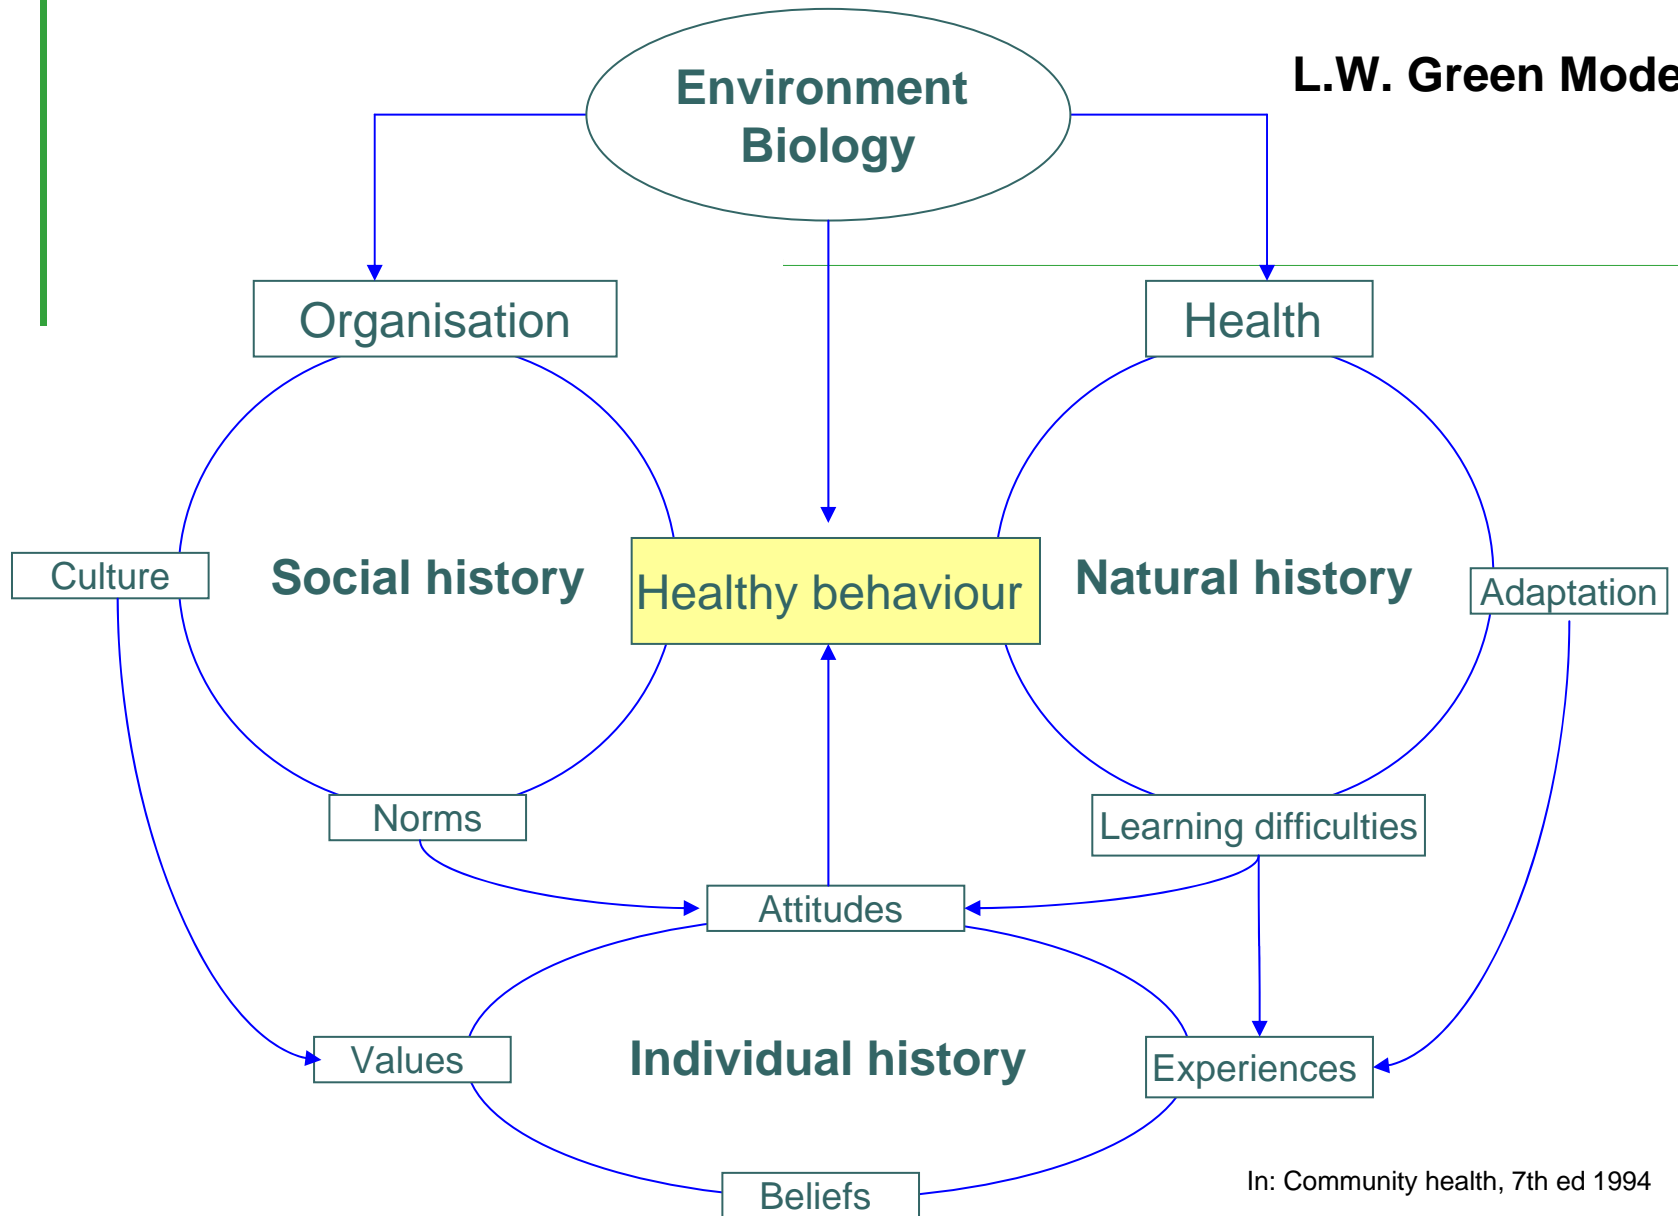 L.W. Green Mode
Environment
Biology
Organisation
Health
Culture
Social history
Healthy behaviour
Natural history
Adaptation
Norms
Learning difficulties
Attitudes
Values
Individual history
Experiences
Beliefs
In: Community health, 7th ed 1994